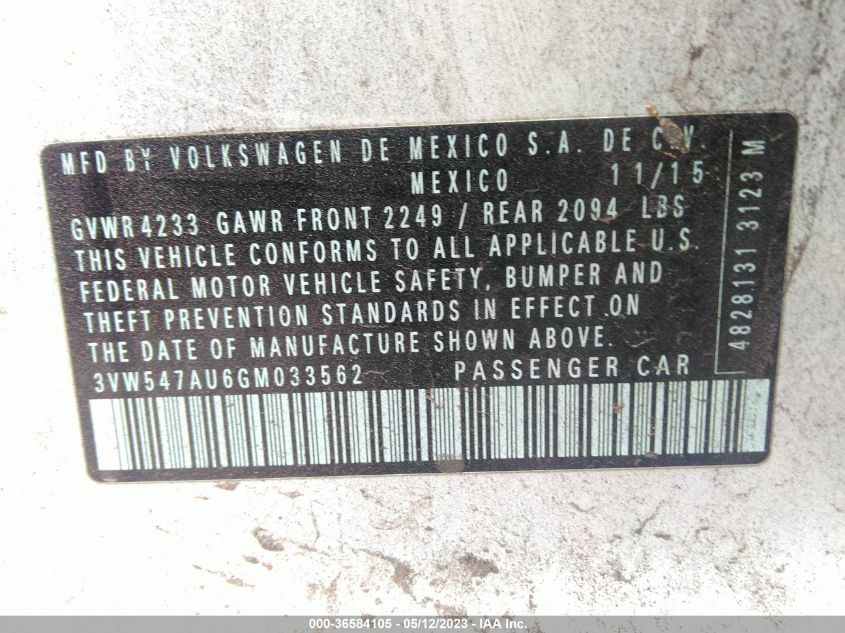 MFD BY VOLKSWAGEN DE MEXICO S.A. DE C.V.
MEXICO 11/15
GVWR 4233 GAWR FRONT 2249 / REAR 2094 LBS
THIS VEHICLE CONFORMS TO ALL APPLICABLE U.S.
FEDERAL MOTOR VEHICLE SAFETY, BUMPER AND
THEFT PREVENTION STANDARDS IN EFFECT ON
THE DATE OF MANUFACTURE SHOWN ABOVE.
3VW547AU6GM033562 PASSENGER CAR
4828131 3123 M
000-36584105 - 05/12/2023 - IAA Inc.